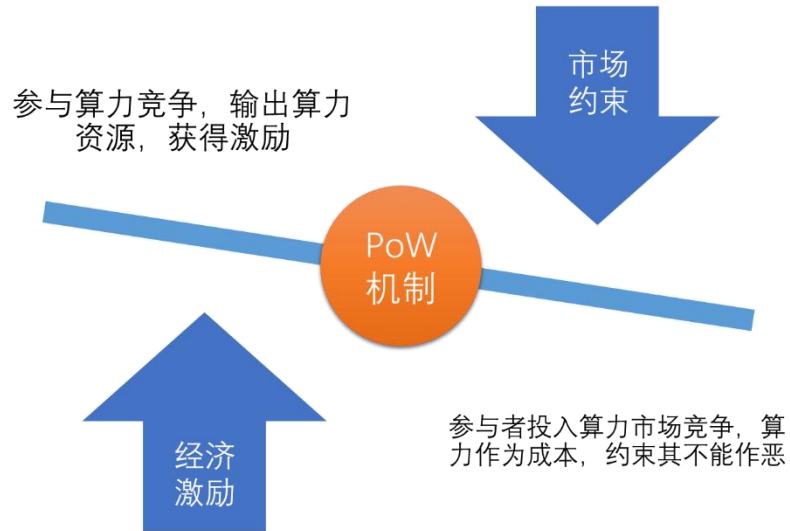 市场
约束
参与算力竞争，输出算力
资源，获得激励
PoW
机制
经济
激励
参与者投入算力市场竞争，算
力作为成本，约束其不能作恶